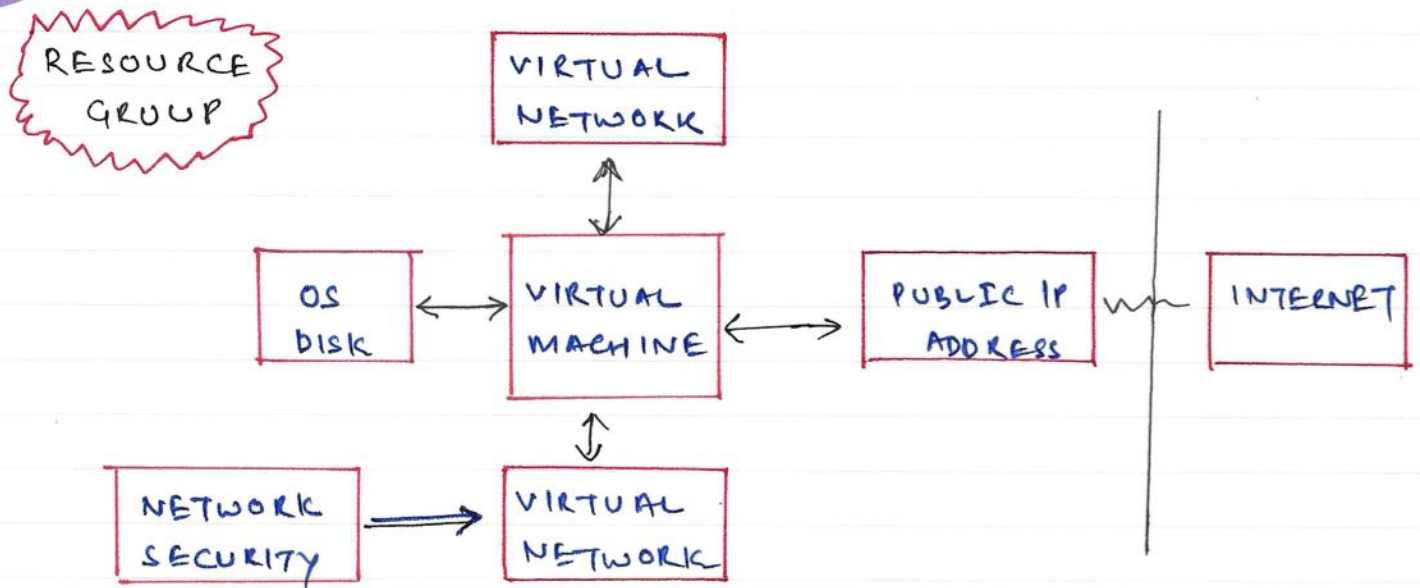 RESOURCE
GROUP
VIRTUAL
NETWORK
OS
DISK
VIRTUAL
MACHINE
PUBLIC IP
ADDRESS
INTERNET
NETWORK
SECURITY
VIRTUAL
NETWORK